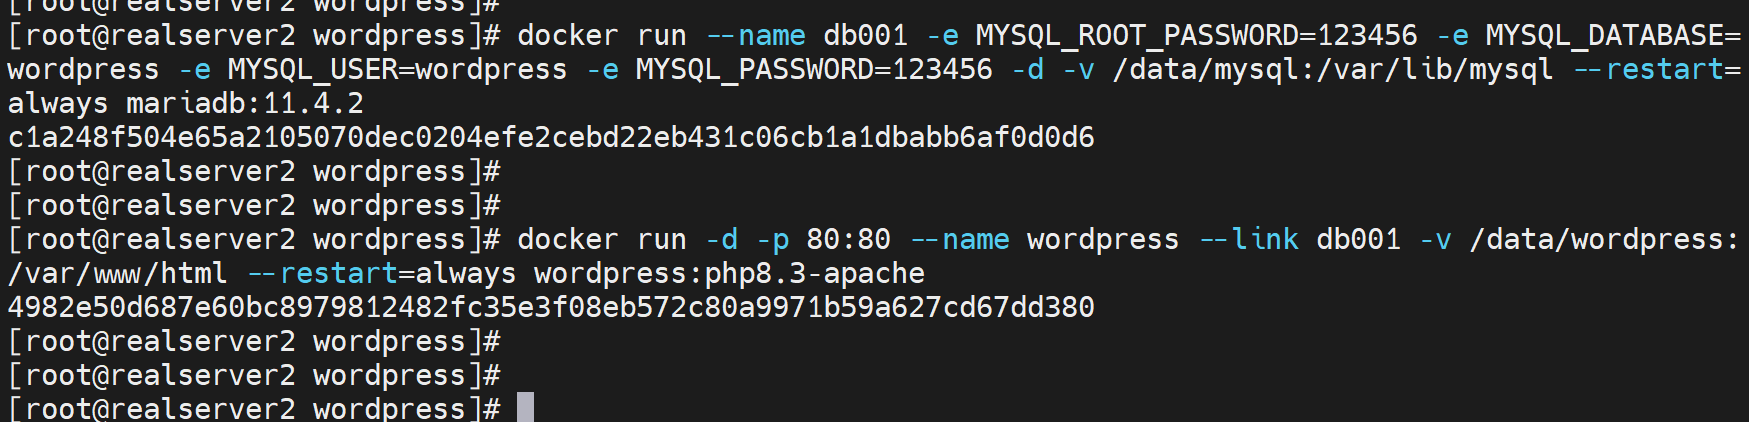 [root@realserver2 wordpress]#
[root@realserver2 wordpress]# docker run --name db001 -e MYSQL_ROOT_PASSWORD=123456 -e MYSQL_DATABASE=
wordpress -e MYSQL_USER=wordpress -e MYSQL_PASSWORD=123456 -d -v /data/mysql:/var/lib/mysql --restart=
always mariadb:11.4.2
c1a248f504e65a2105070dec0204efe2cebd22eb431c06cb1a1dbabb6af0d0d6
[root@realserver2 wordpress]#
[root@realserver2 wordpress]#
[root@realserver2 wordpress]# docker run -d -p 80:80 --name wordpress --link db001 -v /data/wordpress:
/var/www/html --restart=always wordpress:php8.3-apache
4982e50d687e60bc8979812482fc35e3f08eb572c80a9971b59a627cd67dd380
[root@realserver2 wordpress]#
[root@realserver2 wordpress]#
[root@realserver2 wordpress]#